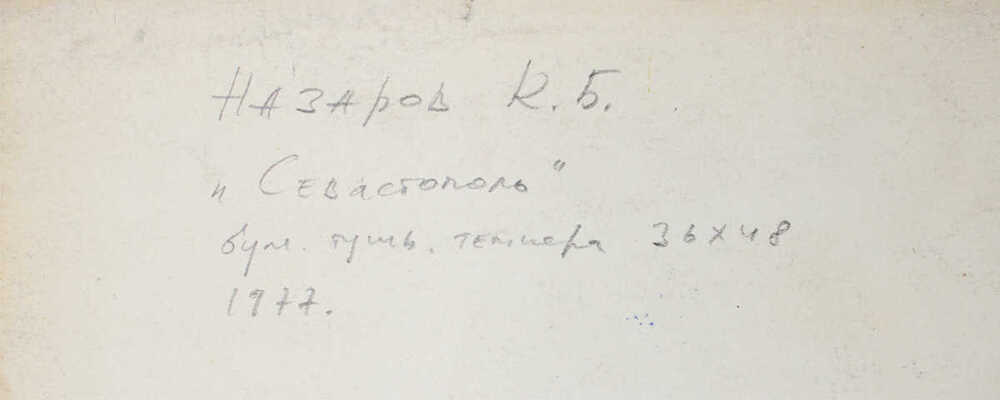 Назаров К.Б.
„Севастополь"
бум. тушь. темпера 36х48
1977.